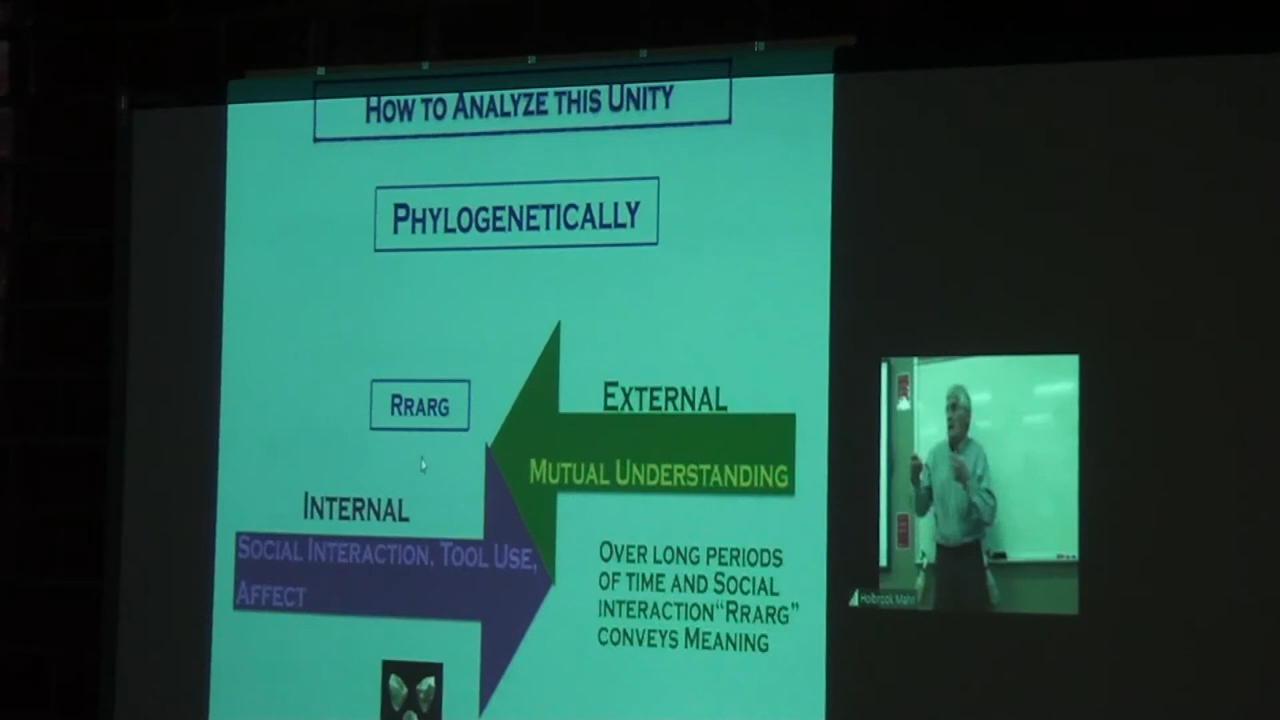 HOW TO ANALYZE THIS UNITY
PHYLOGENETICALLY
RRARG
EXTERNAL
MUTUAL UNDERSTANDING
INTERNAL
SOCIAL INTERACTION, TOOL USE,
AFFECT
OVER LONG PERIODS
OF TIME AND SOCIAL
INTERACTION“RRARG”
CONVEYS MEANING
Holbrook Mahn